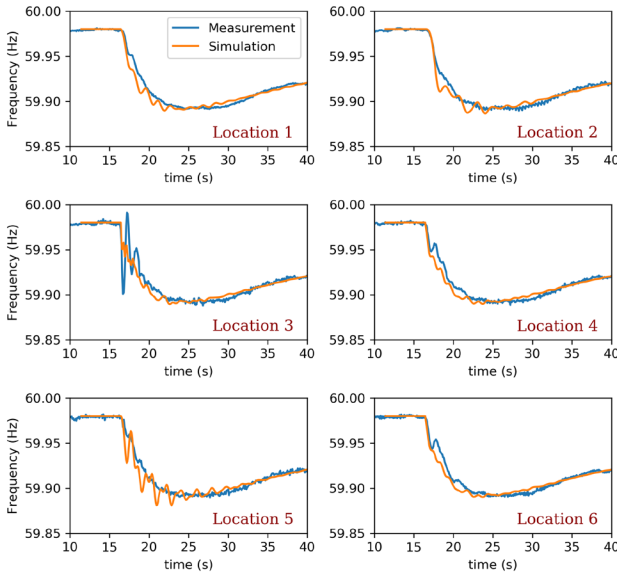 60.00
59.95
59.90
59.85
Frequency (Hz)
Measurement
Simulation
Location 1
10 15 20 25 30 35 40
time (s)
60.00
59.95
59.90
59.85
Location 2
10 15 20 25 30 35 40
time (s)
60.00
59.95
59.90
59.85
Frequency (Hz)
Location 3
10 15 20 25 30 35 40
time (s)
60.00
59.95
59.90
59.85
Location 4
10 15 20 25 30 35 40
time (s)
60.00
59.95
59.90
59.85
Frequency (Hz)
Location 5
10 15 20 25 30 35 40
time (s)
60.00
59.95
59.90
59.85
Location 6
10 15 20 25 30 35 40
time (s)